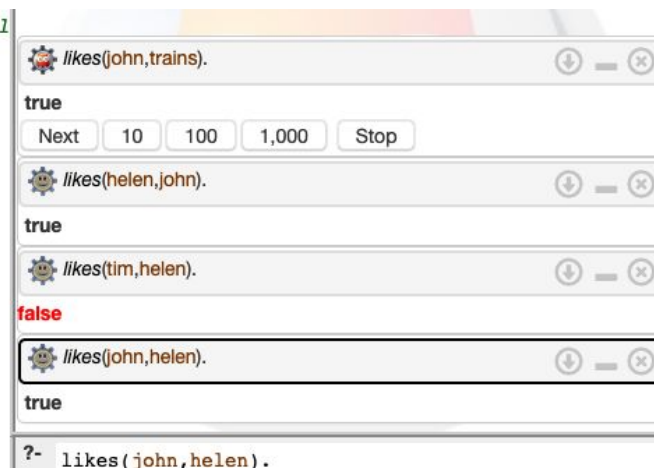 1
likes(john,trains).
true
Next 10 100 1,000 Stop
likes(helen,john).
true
likes(tim,helen).
false
likes(john,helen).
true
?- likes(john,helen).